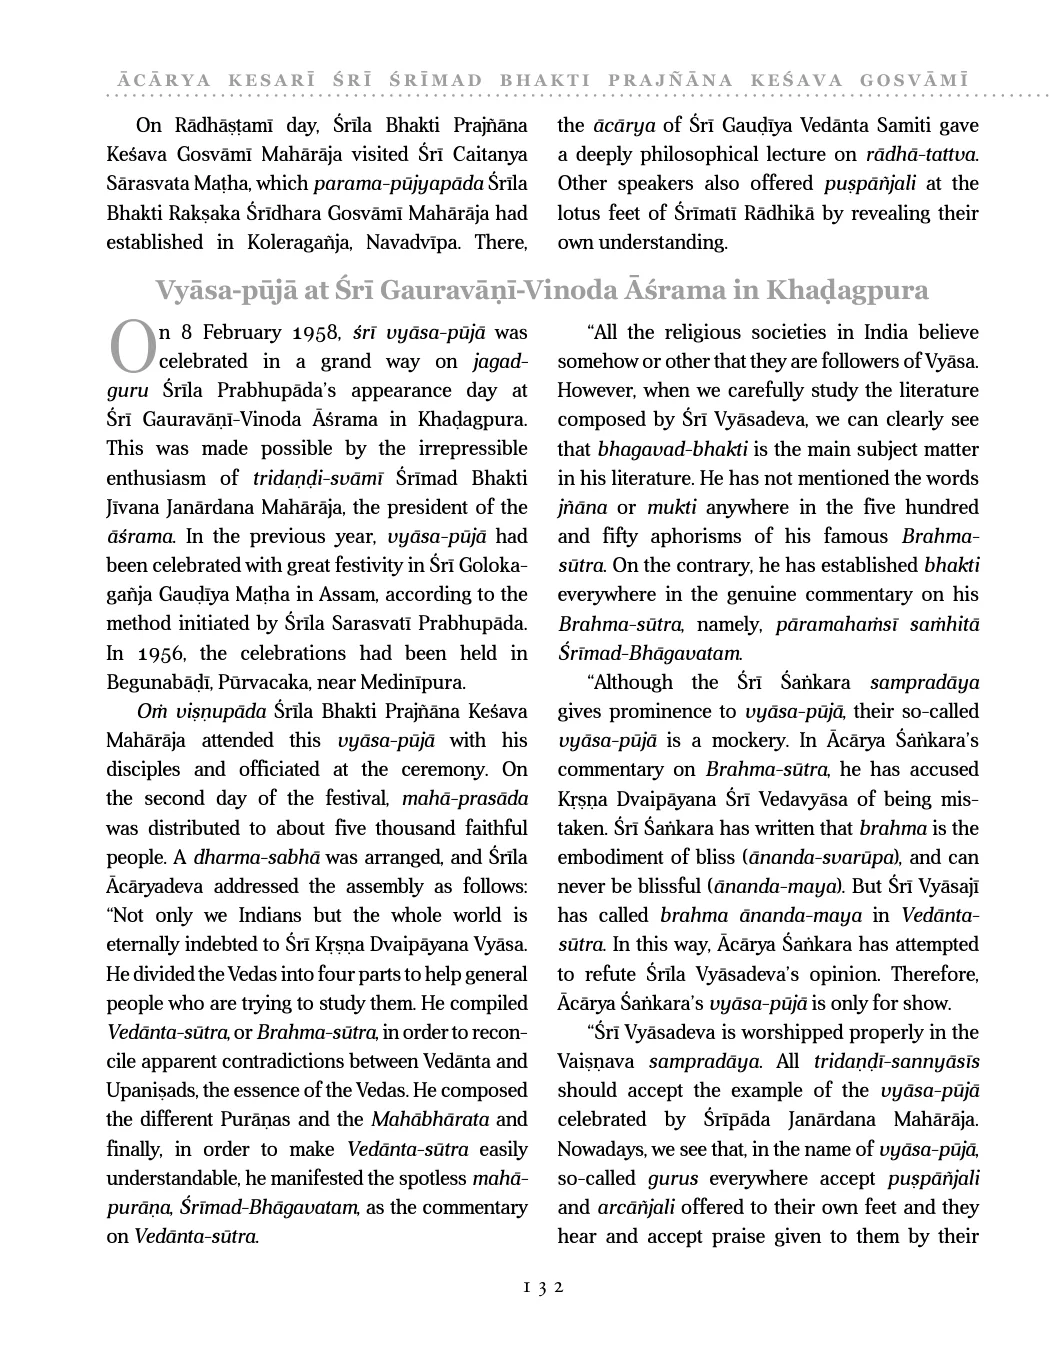 ĀCĀRYA KESARĪ ŚRĪ ŚRĪMAD BHAKTI PRAJÑĀNA KEŚAVA GOSVĀMĪ
On Rādhāṣṭamī day, Śrīla Bhakti Prajñāna
Keśava Gosvāmī Mahārāja visited Śrī Caitanya
Sārasvata Maṭha, which parama-pūjyapāda Śrīla
Bhakti Rakṣaka Śrīdhara Gosvāmī Mahārāja had
established in Koleragañja, Navadvīpa. There,
the ācārya of Śrī Gauḍīya Vedānta Samiti gave
a deeply philosophical lecture on rādhā-tattva.
Other speakers also offered puṣpāñjali at the
lotus feet of Śrīmatī Rādhikā by revealing their
own understanding.
Vyāsa-pūjā at Śrī Gauravāṇī-Vinoda Āśrama in Khaḍagpura
On 8 February 1958, śrī vyāsa-pūjā was
celebrated in a grand way on jagad-
guru Śrīla Prabhupāda's appearance day at
Śrī Gauravāṇī-Vinoda Āśrama in Khaḍagpura.
This was made possible by the irrepressible
enthusiasm of tridaṇḍi-svāmī Śrīmad Bhakti
Jīvana Janārdana Mahārāja, the president of the
āśrama. In the previous year, vyāsa-pūjā had
been celebrated with great festivity in Śrī Goloka-
gañja Gauḍīya Maṭha in Assam, according to the
method initiated by Śrīla Sarasvatī Prabhupāda.
In 1956, the celebrations had been held in
Begunabāḍī, Pūrvacaka, near Medinīpura.
Oṁ viṣṇupāda Śrīla Bhakti Prajñāna Keśava
Mahārāja attended this vyāsa-pūjā with his
disciples and officiated at the ceremony. On
the second day of the festival, mahā-prasāda
was distributed to about five thousand faithful
people. A dharma-sabhā was arranged, and Śrīla
Ācāryadeva addressed the assembly as follows:
“Not only we Indians but the whole world is
eternally indebted to Śrī Kṛṣṇa Dvaipāyana Vyāsa.
He divided the Vedas into four parts to help general
people who are trying to study them. He compiled
Vedānta-sūtra, or Brahma-sūtra, in order to recon-
cile apparent contradictions between Vedānta and
Upaniṣads, the essence of the Vedas. He composed
the different Purāṇas and the Mahābhārata and
finally, in order to make Vedānta-sūtra easily
understandable, he manifested the spotless mahā-
purāṇa, Śrīmad-Bhāgavatam, as the commentary
on Vedānta-sūtra.
“All the religious societies in India believe
somehow or other that they are followers of Vyāsa.
However, when we carefully study the literature
composed by Śrī Vyāsadeva, we can clearly see
that bhagavad-bhakti is the main subject matter
in his literature. He has not mentioned the words
jñāna or mukti anywhere in the five hundred
and fifty aphorisms of his famous Brahma-
sūtra. On the contrary, he has established bhakti
everywhere in the genuine commentary on his
Brahma-sūtra, namely, pāramahaṁsī saṁhitā
Śrīmad-Bhāgavatam.
“Although the Śrī Śaṅkara sampradāya
gives prominence to vyāsa-pūjā, their so-called
vyāsa-pūjā is a mockery. In Ācārya Śaṅkara's
commentary on Brahma-sūtra, he has accused
Kṛṣṇa Dvaipāyana Śrī Vedavyāsa of being mis-
taken. Śrī Śaṅkara has written that brahma is the
embodiment of bliss (ānanda-svarūpa), and can
never be blissful (ānanda-maya). But Śrī Vyāsajī
has called brahma ānanda-maya in Vedānta-
sūtra. In this way, Ācārya Śaṅkara has attempted
to refute Śrīla Vyāsadeva's opinion. Therefore,
Ācārya Śaṅkara's vyāsa-pūjā is only for show.
“Śrī Vyāsadeva is worshipped properly in the
Vaiṣṇava sampradāya. All tridaṇḍī-sannyāsīs
should accept the example of the vyāsa-pūjā
celebrated by Śrīpāda Janārdana Mahārāja.
Nowadays, we see that, in the name of vyāsa-pūjā,
so-called gurus everywhere accept puṣpāñjali
and arcāñjali offered to their own feet and they
hear and accept praise given to them by their
132